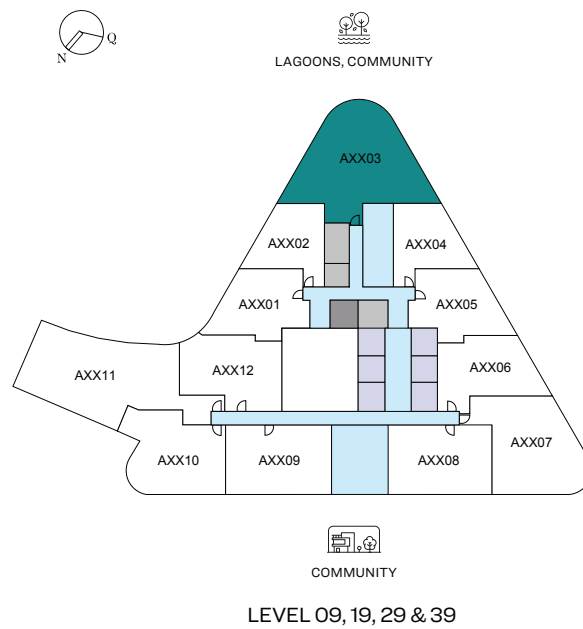 N
Q
LAGOONS, COMMUNITY
AXX03
AXX02
AXX04
AXX01
AXX05
AXX11
AXX12
AXX06
AXX07
AXX10
AXX09
AXX08
COMMUNITY
LEVEL 09, 19, 29 & 39